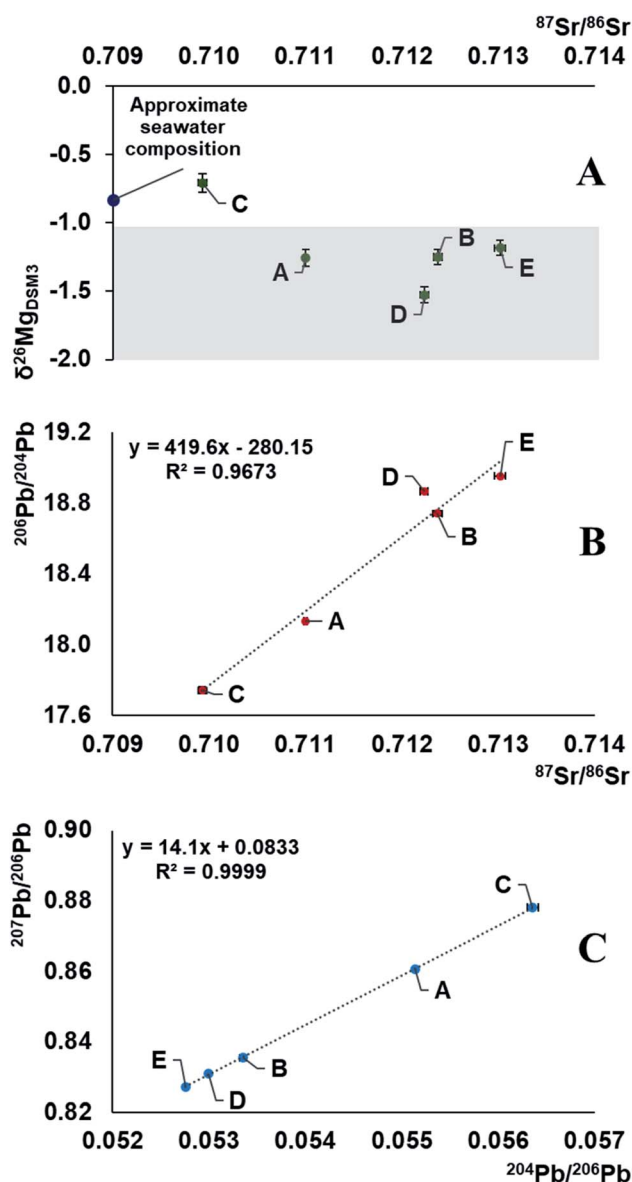 ⁸⁷Sr/⁸⁶Sr
0.709 0.710 0.711 0.712 0.713 0.714
0.0
Approximate
seawater
composition
-0.5
A
C
-1.0
B
A
E
-1.5
D
-2.0
δ²⁶Mg_DSM3
19.2
y = 419.6x - 280.15
R² = 0.9673
E
D
18.8
B
B
18.4
A
18.0
C
17.6
²⁰⁶Pb/²⁰⁴Pb
0.709 0.710 0.711 0.712 0.713 0.714
⁸⁷Sr/⁸⁶Sr
0.90
y = 14.1x + 0.0833
R² = 0.9999
C
0.88
C
0.86
A
0.84
E
B
D
0.82
²⁰⁷Pb/²⁰⁶Pb
0.052 0.053 0.054 0.055 0.056 0.057
²⁰⁴Pb/²⁰⁶Pb